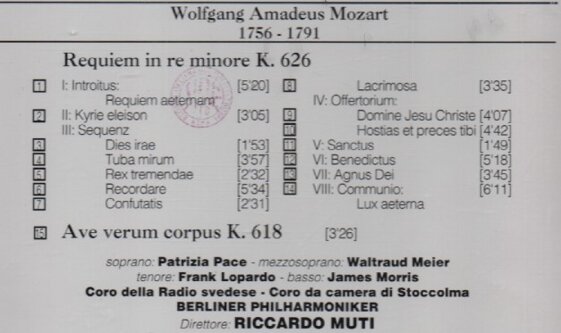 Wolfgang Amadeus Mozart
1756 - 1791
Requiem in re minore K. 626
1 I: Introitus: [5'20]
Requiem aeternam
2 II: Kyrie eleison [3'05]
III: Sequenz
3 Dies irae [1'53]
4 Tuba mirum [3'57]
5 Rex tremendae [2'32]
6 Recordare [5'34]
7 Confutatis [2'31]
8 Lacrimosa [3'35]
IV: Offertorium:
9 Domine Jesu Christe [4'07]
10 Hostias et preces tibi [4'42]
11 V: Sanctus [1'49]
12 VI: Benedictus [5'18]
13 VII: Agnus Dei [3'45]
14 VIII: Communio: [6'11]
Lux aeterna
15 Ave verum corpus K. 618 [3'26]
soprano: Patrizia Pace - mezzosoprano: Waltraud Meier
tenore: Frank Lopardo - basso: James Morris
Coro della Radio svedese - Coro da camera di Stoccolma
BERLINER PHILHARMONIKER
Direttore: RICCARDO MUTI